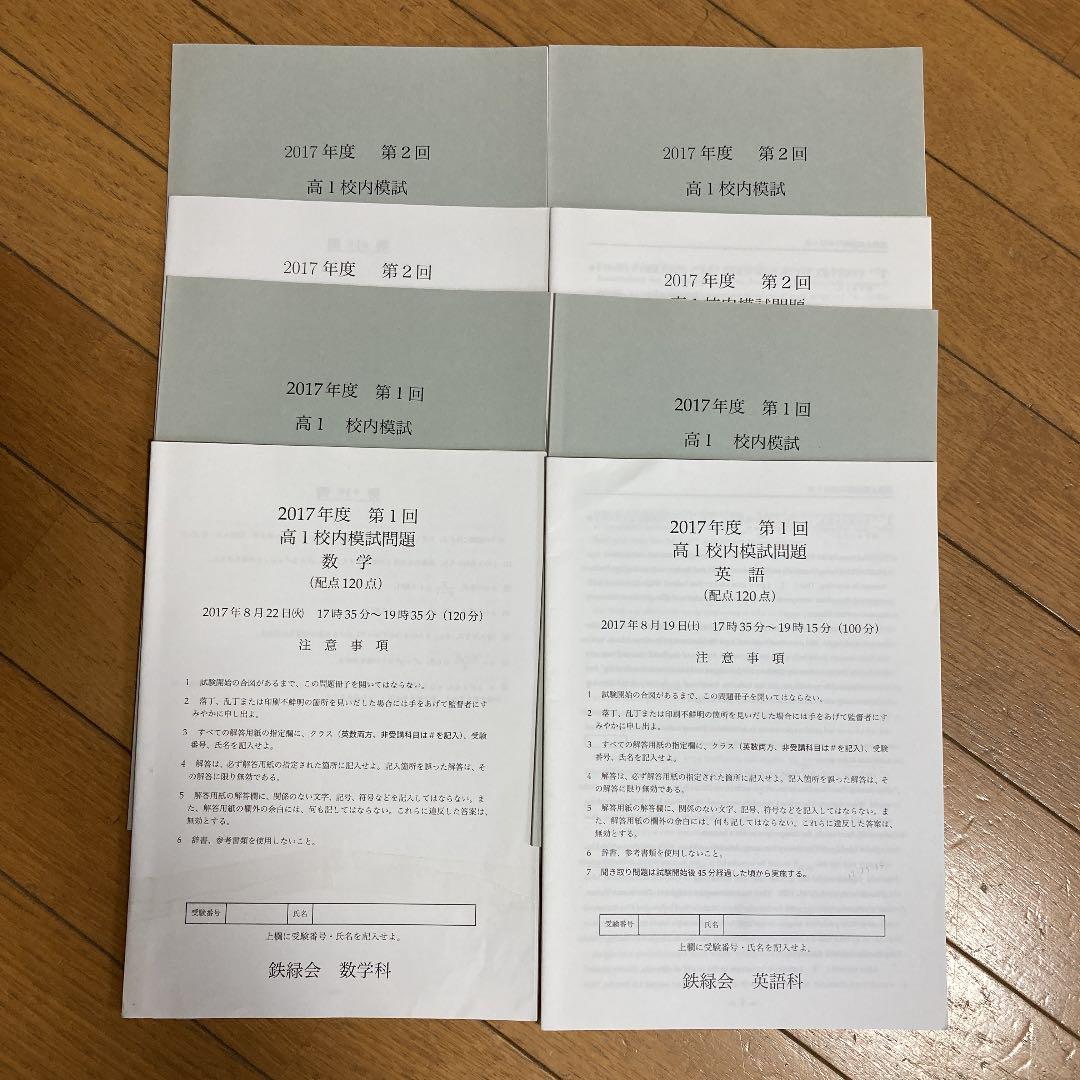 2017年度 第2回
高1校内模試
2017年度 第2回
高1校内模試
2017年度 第2回
2017年度 第2回
高1校内模試問題
2017年度 第1回
高1 校内模試
2017年度 第1回
高1 校内模試
2017年度 第1回
高1校内模試問題
数 学
(配点120点)
2017年8月22日(火) 17時35分~19時35分(120分)
注 意 事 項
1 試験開始の合図があるまで、この問題冊子を開いてはならない。
2 落丁、乱丁または印刷不鮮明の箇所を見いだした場合には手をあげて監督者にす
みやかに申し出よ。
3 すべての解答用紙の指定欄に、クラス(英数両方、非受講科目は#を記入)、受験
番号、氏名を記入せよ。
4 解答は、必ず解答用紙の指定された箇所に記入せよ。記入箇所を誤った解答は、そ
の解答に限り無効である。
5 解答用紙の解答欄に、関係のない文字、記号、符号などを記入してはならない。ま
た、解答用紙の欄外の余白には、何も記してはならない。これらに違反した答案は、
無効とする。
6 辞書、参考書類を使用しないこと。
受験番号 氏名
上欄に受験番号・氏名を記入せよ。
鉄緑会 数学科
2017年度 第1回
高1校内模試問題
英 語
(配点120点)
2017年8月19日(土) 17時35分~19時15分(100分)
注 意 事 項
1 試験開始の合図があるまで、この問題冊子を開いてはならない。
2 落丁、乱丁または印刷不鮮明の箇所を見いだした場合には手をあげて監督者にす
みやかに申し出よ。
3 すべての解答用紙の指定欄に、クラス(英数両方、非受講科目は#を記入)、受験
番号、氏名を記入せよ。
4 解答は、必ず解答用紙の指定された箇所に記入せよ。記入箇所を誤った解答は、そ
の解答に限り無効である。
5 解答用紙の解答欄に、関係のない文字、記号、符号などを記入してはならない。ま
た、解答用紙の欄外の余白には、何も記してはならない。これらに違反した答案は、
無効とする。
6 辞書、参考書類を使用しないこと。
7 聞き取り問題は試験開始後45分経過した頃から実施する。
受験番号 氏名
上欄に受験番号・氏名を記入せよ。
鉄緑会 英語科